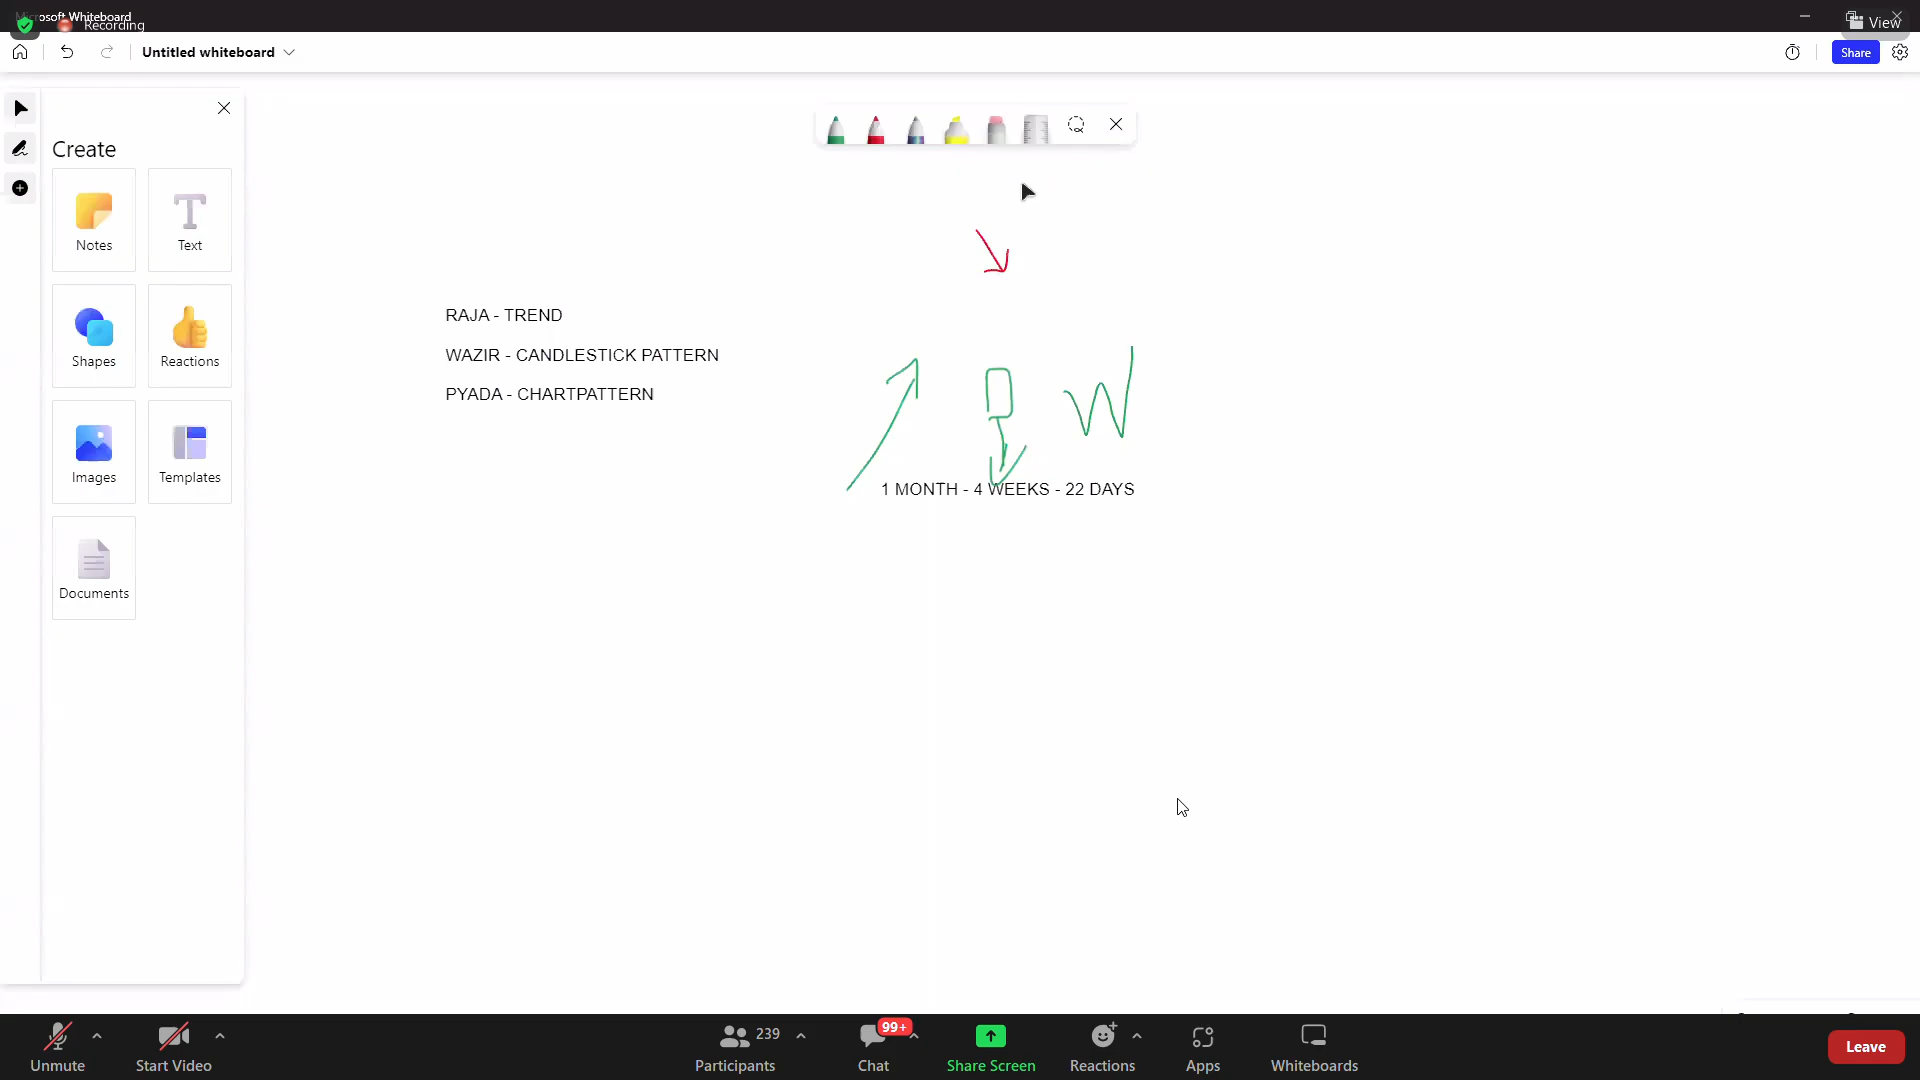 Microsoft Whiteboard
Recording
View
Untitled whiteboard
Share
Create
Notes
Text
Shapes
Reactions
Images
Templates
Documents
RAJA - TREND
WAZIR - CANDLESTICK PATTERN
PYADA - CHARTPATTERN
D W
1 MONTH - 4 WEEKS - 22 DAYS
Unmute
Start Video
239
Participants
99+
Chat
Share Screen
Reactions
Apps
Whiteboards
Leave